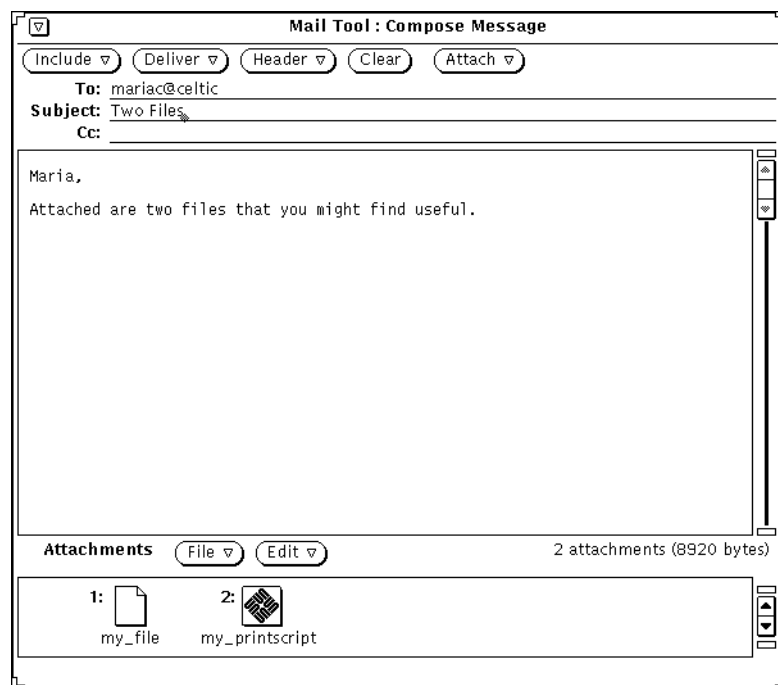 Mail Tool : Compose Message
Include Deliver Header Clear Attach
To: mariac@celtic
Subject: Two Files
Cc:
Maria,
Attached are two files that you might find useful.
Attachments File Edit 2 attachments (8920 bytes)
1: 2:
my_file my_printscript